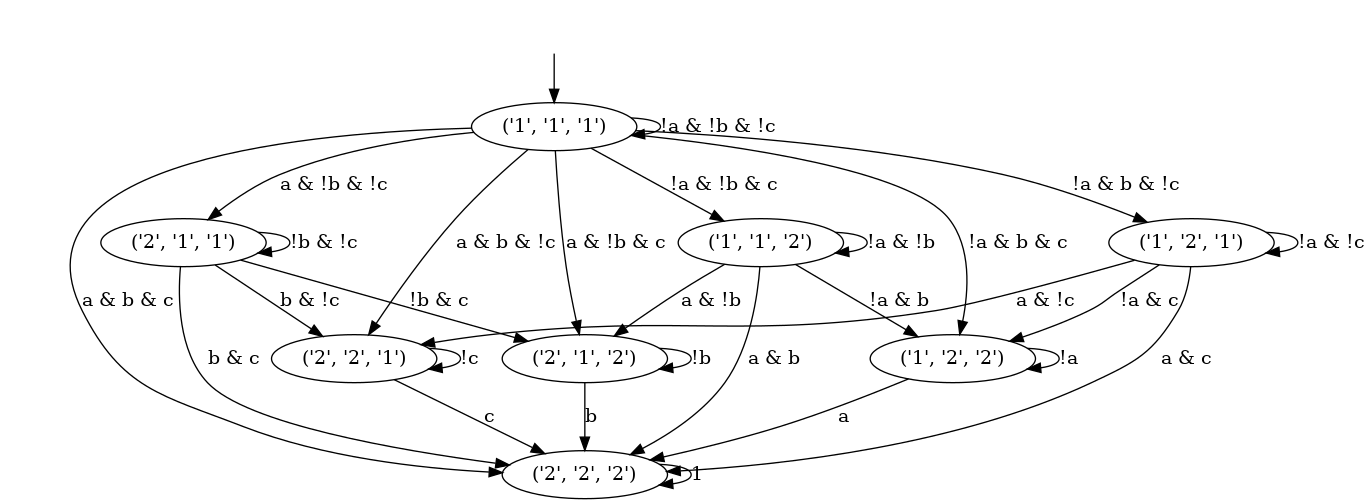 ('1', '1', '1')
!a & !b & !c
a & !b & !c
!a & !b & c
!a & b & !c
('2', '1', '1')
!b & !c
a & b & !c
a & !b & c
('1', '1', '2')
!a & !b
!a & b & c
('1', '2', '1')
!a & !c
a & b & c
b & !c
!b & c
a & !b
!a & b
a & !c
!a & c
b & c
('2', '2', '1')
!c
('2', '1', '2')
!b
a & b
('1', '2', '2')
!a
a & c
c
b
a
('2', '2', '2')
1